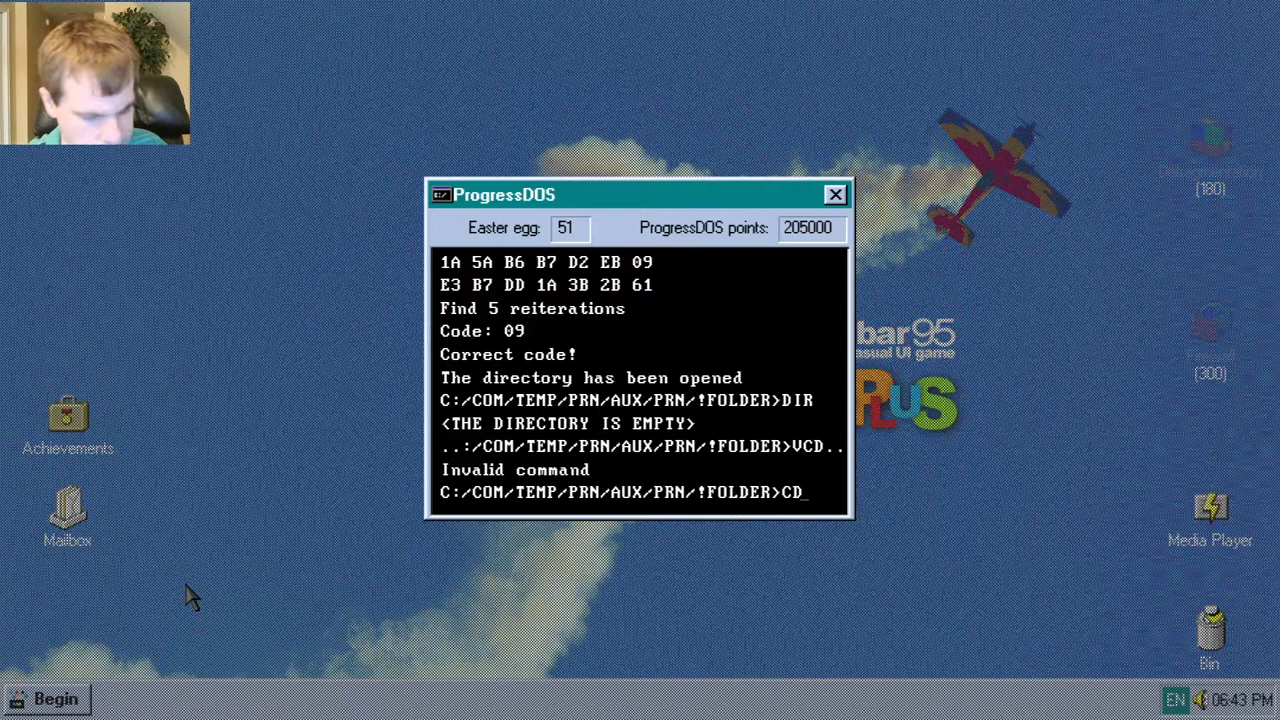 ProgressDOS
Easter egg: 51 ProgressDOS points: 205000
1A 5A B6 B7 D2 EB 09
E3 B7 DD 1A 3B 2B 61
Find 5 reiterations
Code: 09
Correct code!
The directory has been opened
C:/COM/TEMP/PRN/AUX/PRN/!FOLDER>DIR
<THE DIRECTORY IS EMPTY>
..:/COM/TEMP/PRN/AUX/PRN/!FOLDER>VCD..
Invalid command
C:/COM/TEMP/PRN/AUX/PRN/!FOLDER>CD_
(180)
bar95
asual UI game
PLUS
(300)
Achievements
Mailbox
Media Player
Bin
Begin
EN 06:43 PM